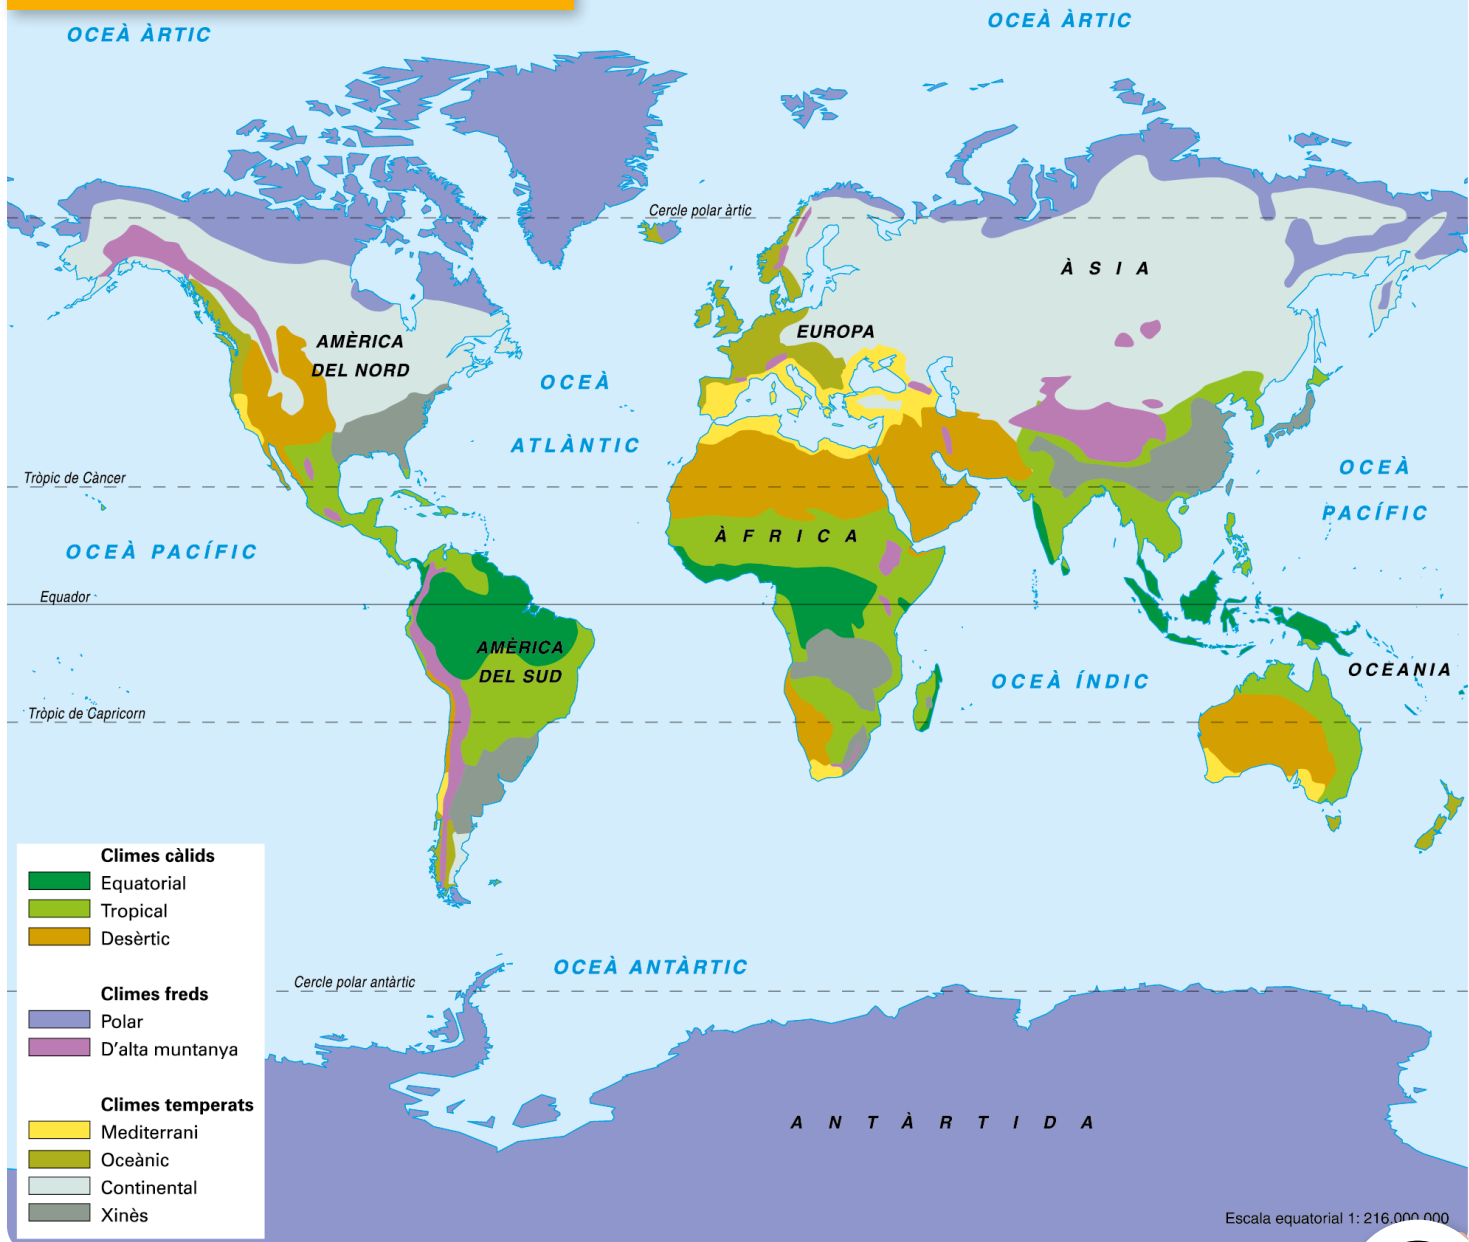 OCEÀ ÀRTIC
OCEÀ ÀRTIC
Cercle polar àrtic
ÀSIA
AMÈRICA
DEL NORD
EUROPA
OCEÀ
ATLÀNTIC
Tròpic de Càncer
OCEÀ
PACÍFIC
OCEÀ PACÍFIC
ÀFRICA
Equador
AMÈRICA
DEL SUD
OCEÀ ÍNDIC
OCEANIA
Tròpic de Capricorn
Climes càlids
Equatorial
Tropical
Desèrtic
Climes freds
Polar
D'alta muntanya
Climes temperats
Mediterrani
Oceànic
Continental
Xinès
OCEÀ ANTÀRTIC
Cercle polar antàrtic
ANTÀRTIDA
Escala equatorial 1: 216.000.000